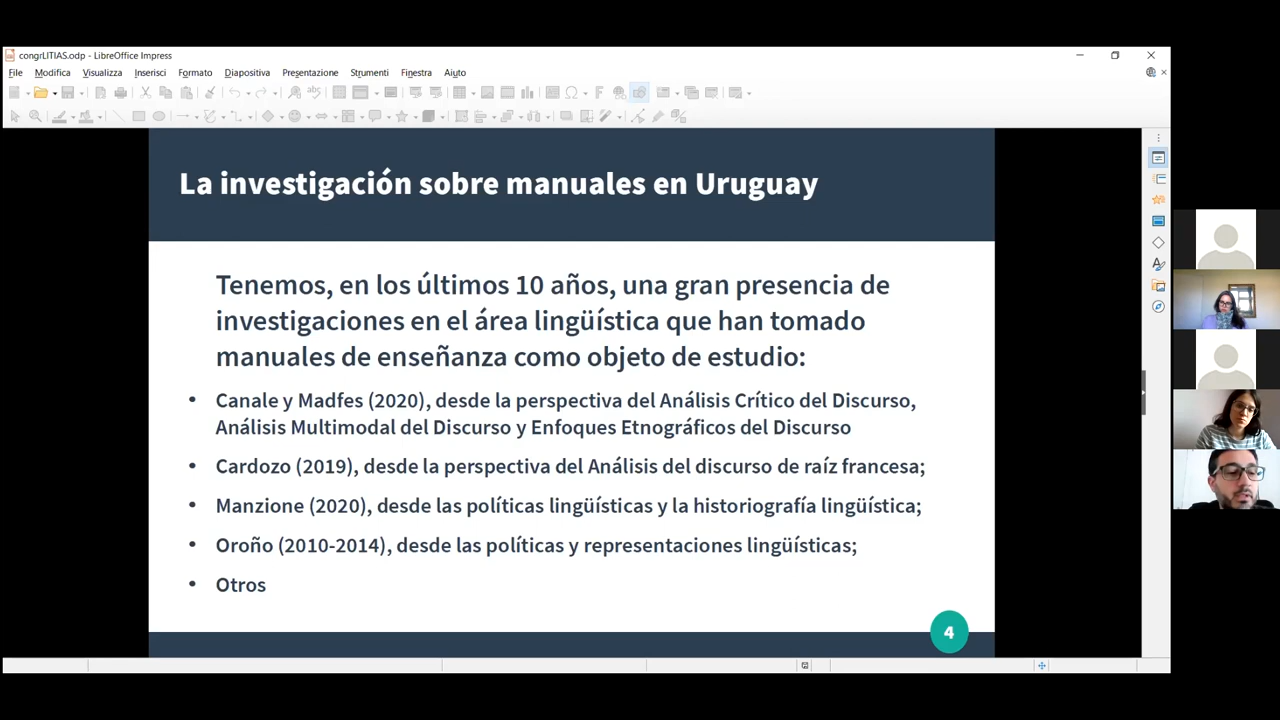 congrLITIAS.odp - LibreOffice Impress
File Modifica Visualizza Inserisci Formato Diapositiva Presentazione Strumenti Finestra Aiuto
La investigación sobre manuales en Uruguay
Tenemos, en los últimos 10 años, una gran presencia de
investigaciones en el área lingüística que han tomado
manuales de enseñanza como objeto de estudio:
• Canale y Madfes (2020), desde la perspectiva del Análisis Crítico del Discurso,
Análisis Multimodal del Discurso y Enfoques Etnográficos del Discurso
• Cardozo (2019), desde la perspectiva del Análisis del discurso de raíz francesa;
• Manzione (2020), desde las políticas lingüísticas y la historiografía lingüística;
• Oroño (2010-2014), desde las políticas y representaciones lingüísticas;
• Otros
4